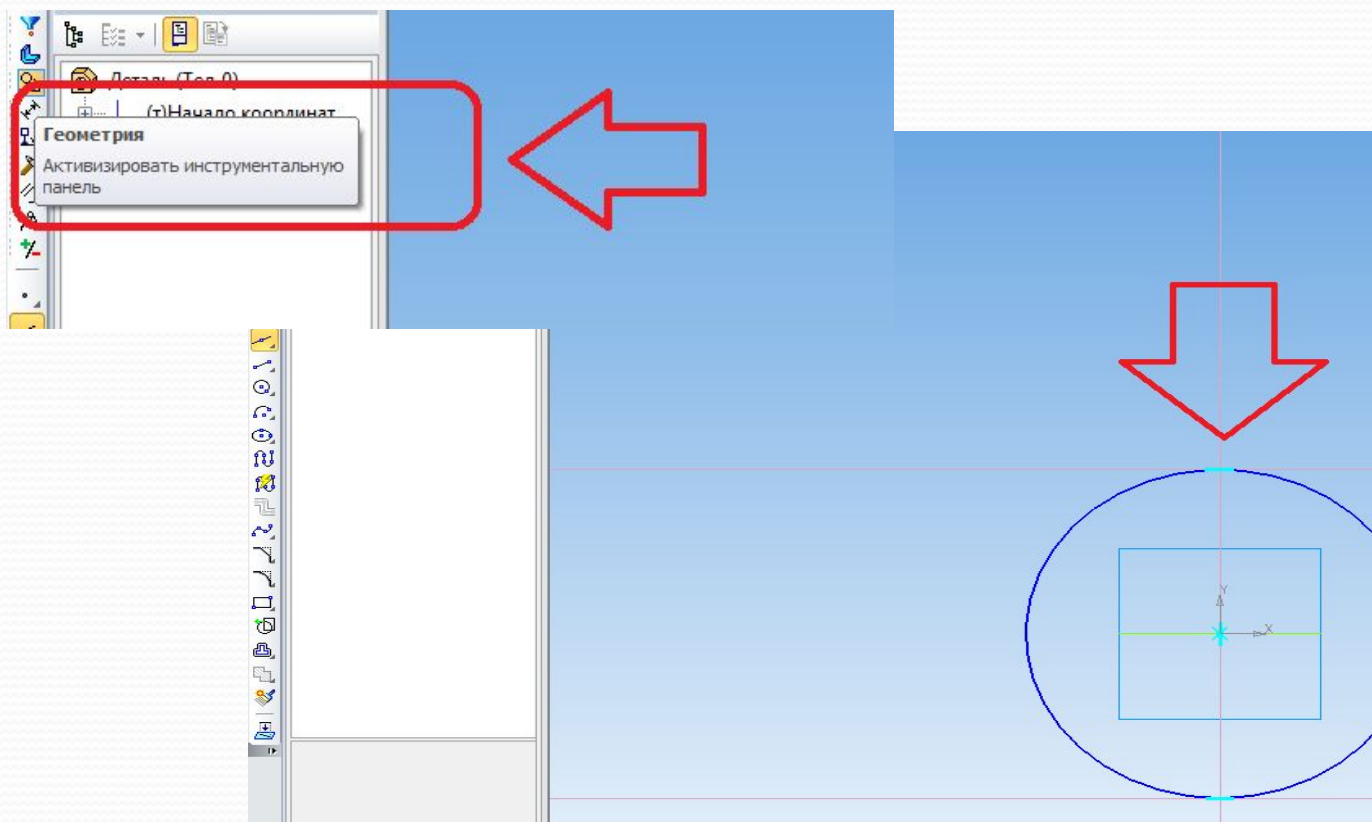 Деталь (Тел-0)
(т)Начало координат
Геометрия
Активизировать инструментальную
панель
Y
X